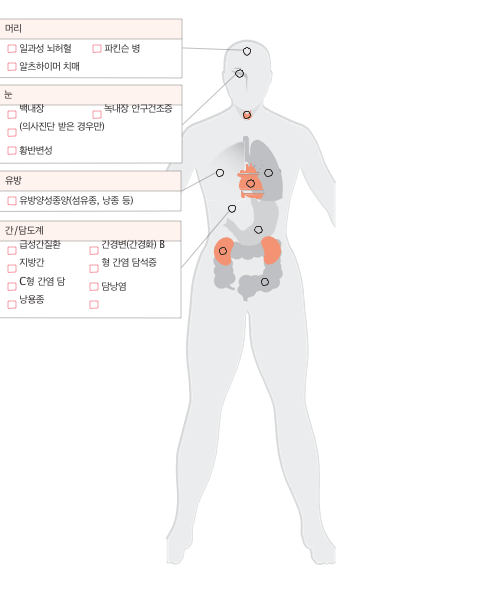 머리
일과성 뇌허혈 파킨슨 병
알츠하이머 치매
눈
백내장 녹내장 안구건조증
(의사진단 받은 경우만)
황반변성
유방
유방양성종양(섬유종, 낭종 등)
간/담도계
급성간질환 간경변(간경화) B
지방간 형 간염 담석증
C형 간염 담
담낭염
낭용종